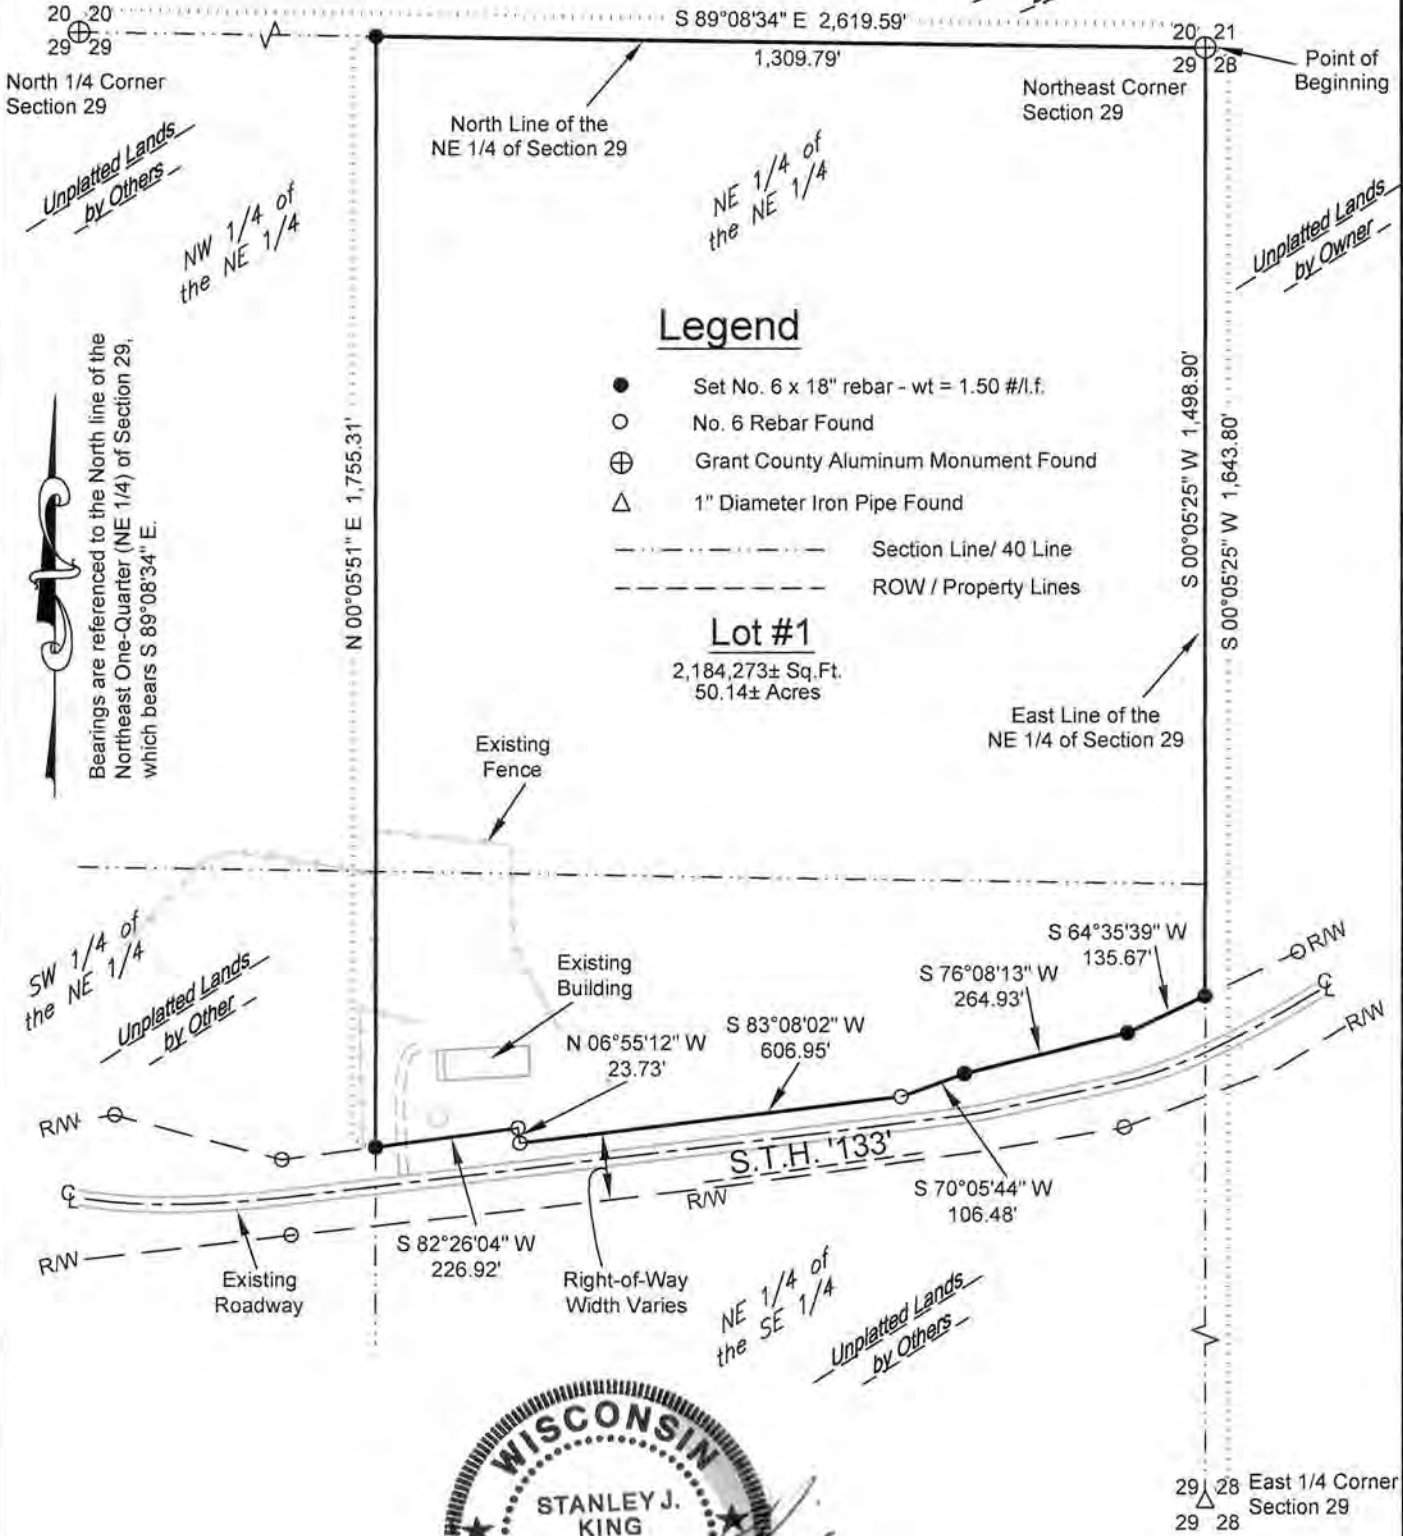 S 89°08'34" E 2,619.59'
20 20
29 29
North 1/4 Corner
Section 29
1,309.79'
20 21
29 28
Point of
Beginning
Northeast Corner
Section 29
North Line of the
NE 1/4 of Section 29
Unplatted Lands
by Others
NW 1/4 of
the NE 1/4
NE 1/4 of
the NE 1/4
Unplatted Lands
by Owner
Bearings are referenced to the North line of the
Northeast One-Quarter (NE 1/4) of Section 29,
which bears S 89°08'34" E.
N 00°05'51" E 1,755.31'
Legend
Set No. 6 x 18" rebar - wt = 1.50 #/l.f.
No. 6 Rebar Found
Grant County Aluminum Monument Found
1" Diameter Iron Pipe Found
Section Line/ 40 Line
ROW / Property Lines
S 00°05'25" W 1,498.90'
S 00°05'25" W 1,643.80'
Lot #1
2,184,273± Sq.Ft.
50.14± Acres
East Line of the
NE 1/4 of Section 29
Existing
Fence
SW 1/4 of
the NE 1/4
Unplatted Lands
by Other
Existing
Building
N 06°55'12" W
23.73'
S 83°08'02" W
606.95'
S 76°08'13" W
264.93'
S 64°35'39" W
135.67'
R/W
R/W
R/W
S.T.H. '133'
R/W
R/W
S 70°05'44" W
106.48'
S 82°26'04" W
226.92'
Existing
Roadway
Right-of-Way
Width Varies
NE 1/4 of
the SE 1/4
Unplatted Lands
by Others
WISCONSIN
STANLEY J.
KING
29 28
29 28
East 1/4 Corner
Section 29